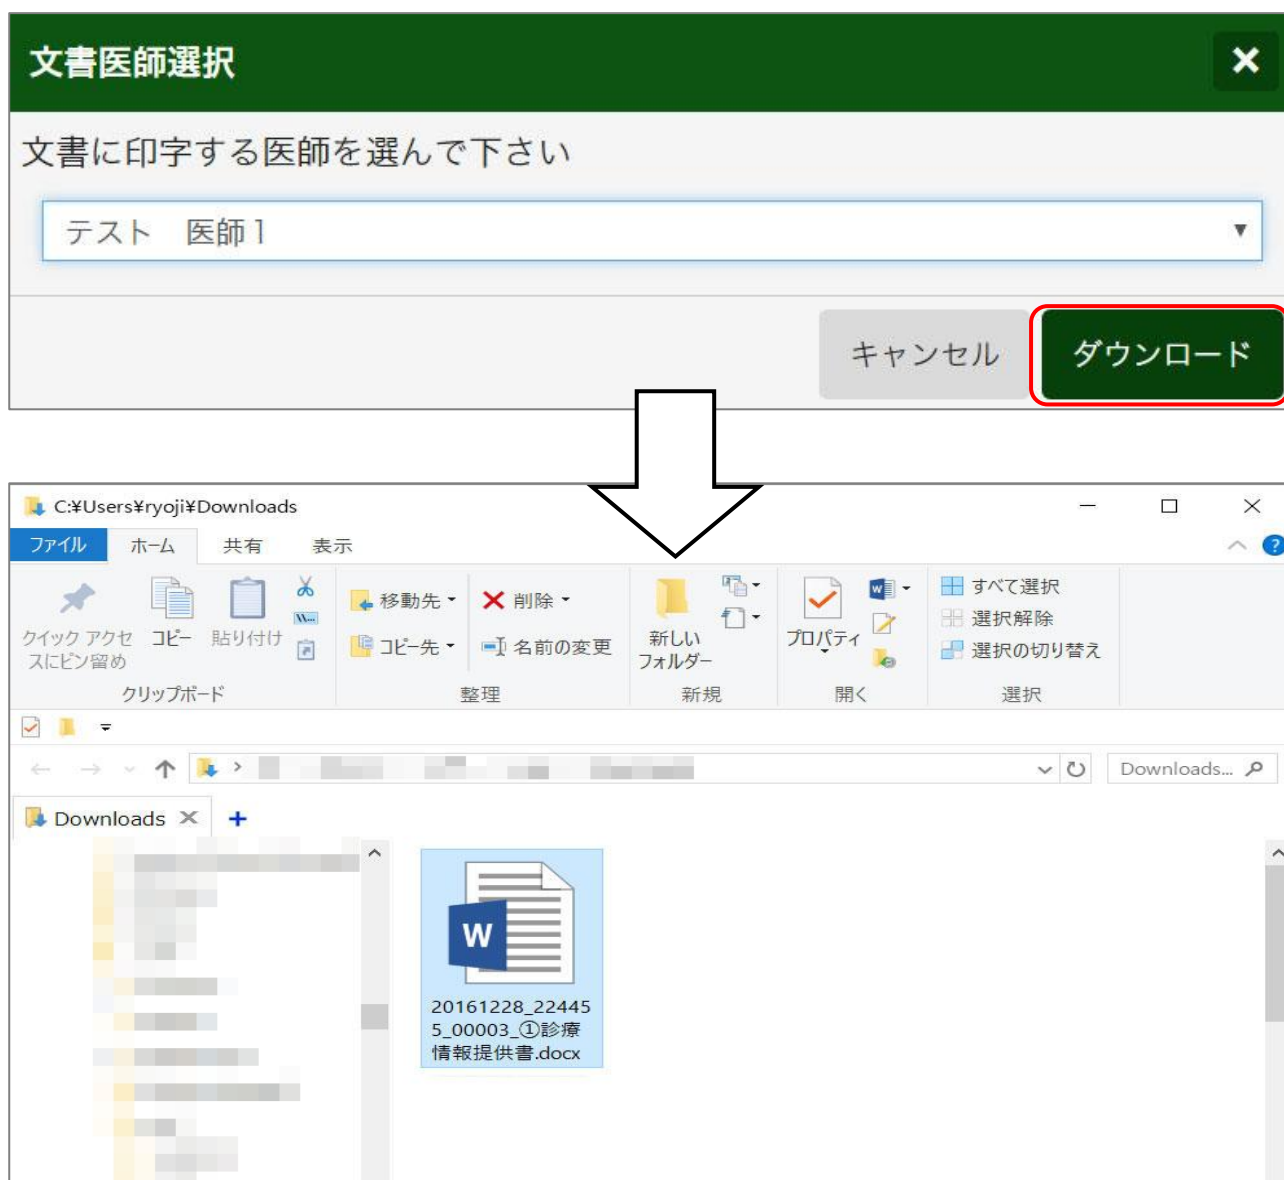 文書医師選択
文書に印字する医師を選んで下さい
テスト　医師1
キャンセル
ダウンロード
C:¥Users¥ryoji¥Downloads
ファイル
ホーム
共有
表示
クイック アクセ
スにピン留め
コピー
貼り付け
移動先
コピー先
削除
名前の変更
新しい
フォルダー
プロパティ
すべて選択
選択解除
選択の切り替え
クリップボード
整理
新規
開く
選択
Downloads...
Downloads
W
20161228_22445
5_00003_①診療
情報提供書.docx